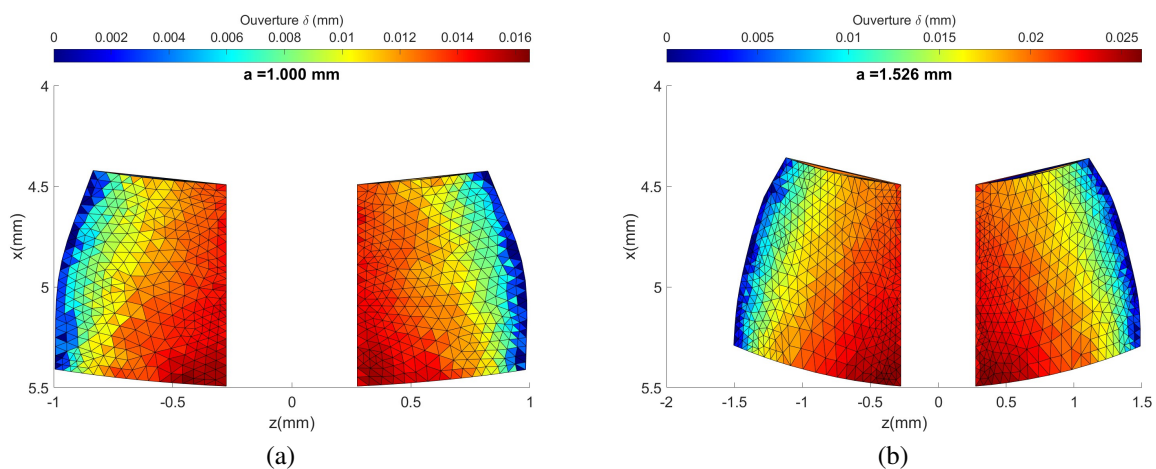 Ouverture δ (mm)
0 0.002 0.004 0.006 0.008 0.01 0.012 0.014 0.016
a =1.000 mm
4
4.5
5
5.5
x(mm)
-1 -0.5 0 0.5 1
z(mm)
(a)
Ouverture δ (mm)
0 0.005 0.01 0.015 0.02 0.025
a =1.526 mm
4
4.5
5
5.5
x(mm)
-2 -1.5 -1 -0.5 0 0.5 1 1.5
z(mm)
(b)